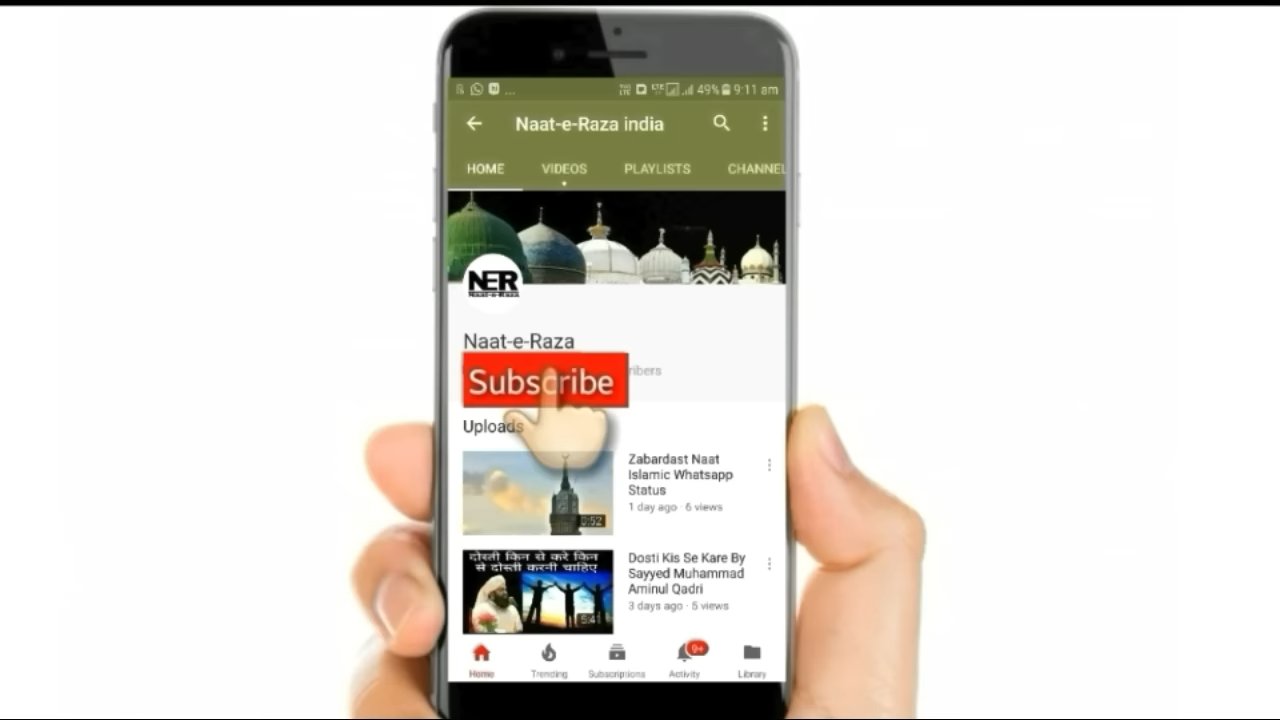 49% 9:11 am
Naat-e-Raza india
HOME VIDEOS PLAYLISTS CHANNEL
NER
Naat-e-Raza
Naat-e-Raza
Subscribe
ribers
Uploads
Zabardast Naat
Islamic Whatsapp
Status
1 day ago · 6 views
0:52
दोस्ती किन से करे किन
से दोस्ती करनी चाहिए
5:41
Dosti Kis Se Kare By
Sayyed Muhammad
Aminul Qadri
3 days ago · 5 views
9+
Home Trending Subscriptions Activity Library